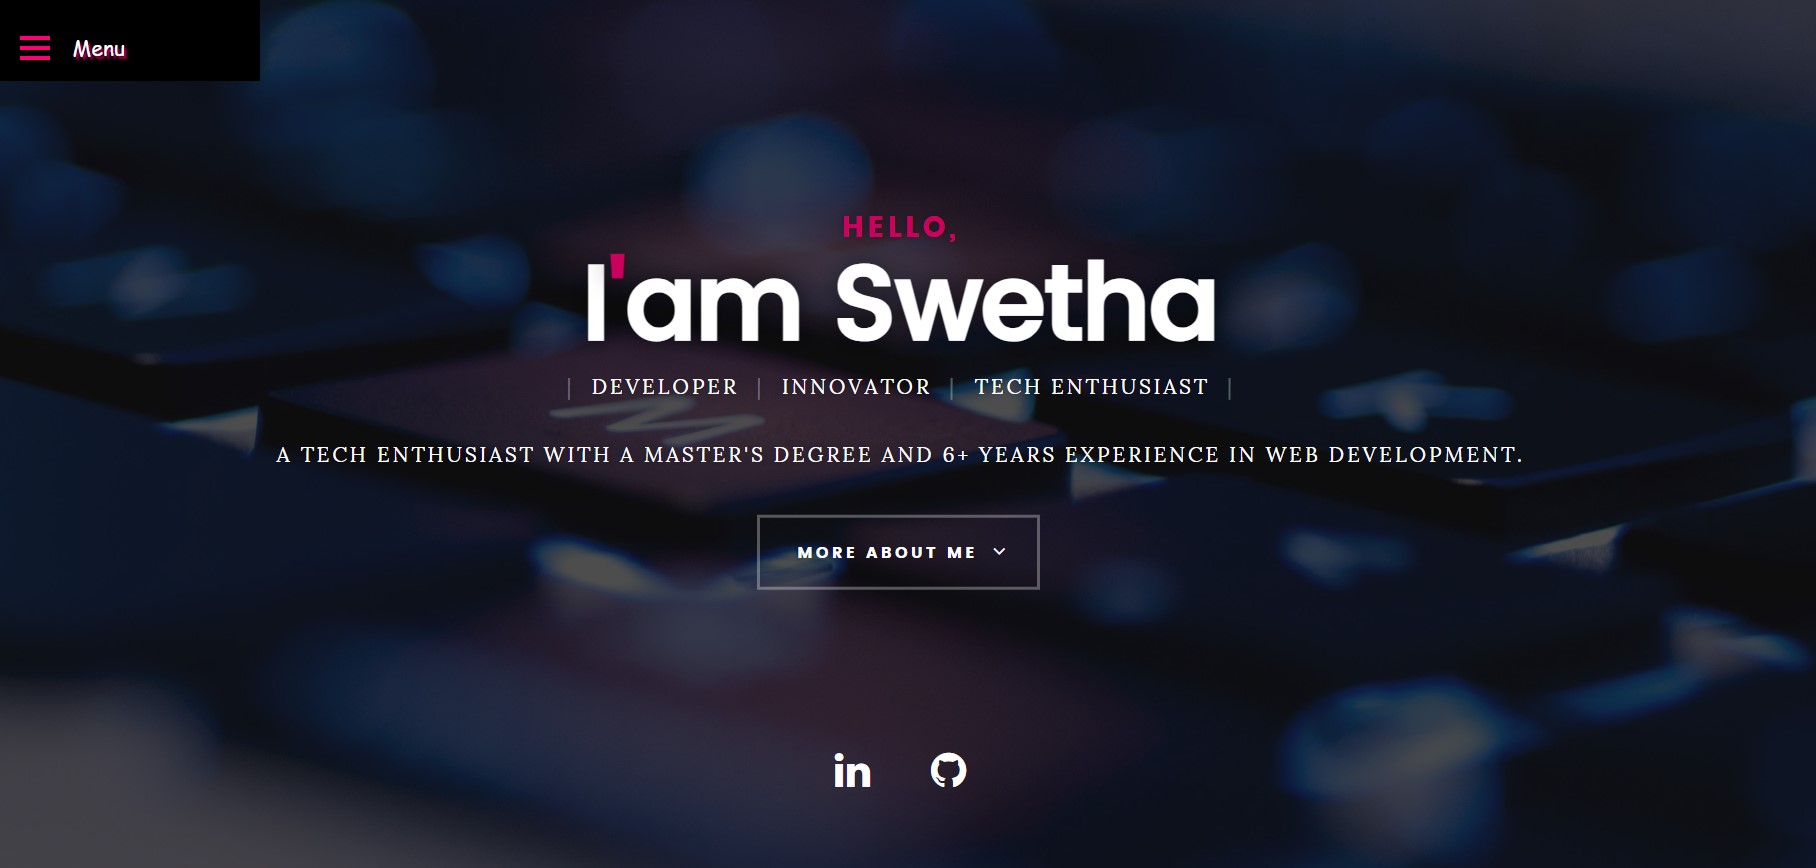 Menu
HELLO,
I'am Swetha
| DEVELOPER | INNOVATOR | TECH ENTHUSIAST |
A TECH ENTHUSIAST WITH A MASTER'S DEGREE AND 6+ YEARS EXPERIENCE IN WEB DEVELOPMENT.
MORE ABOUT ME
in